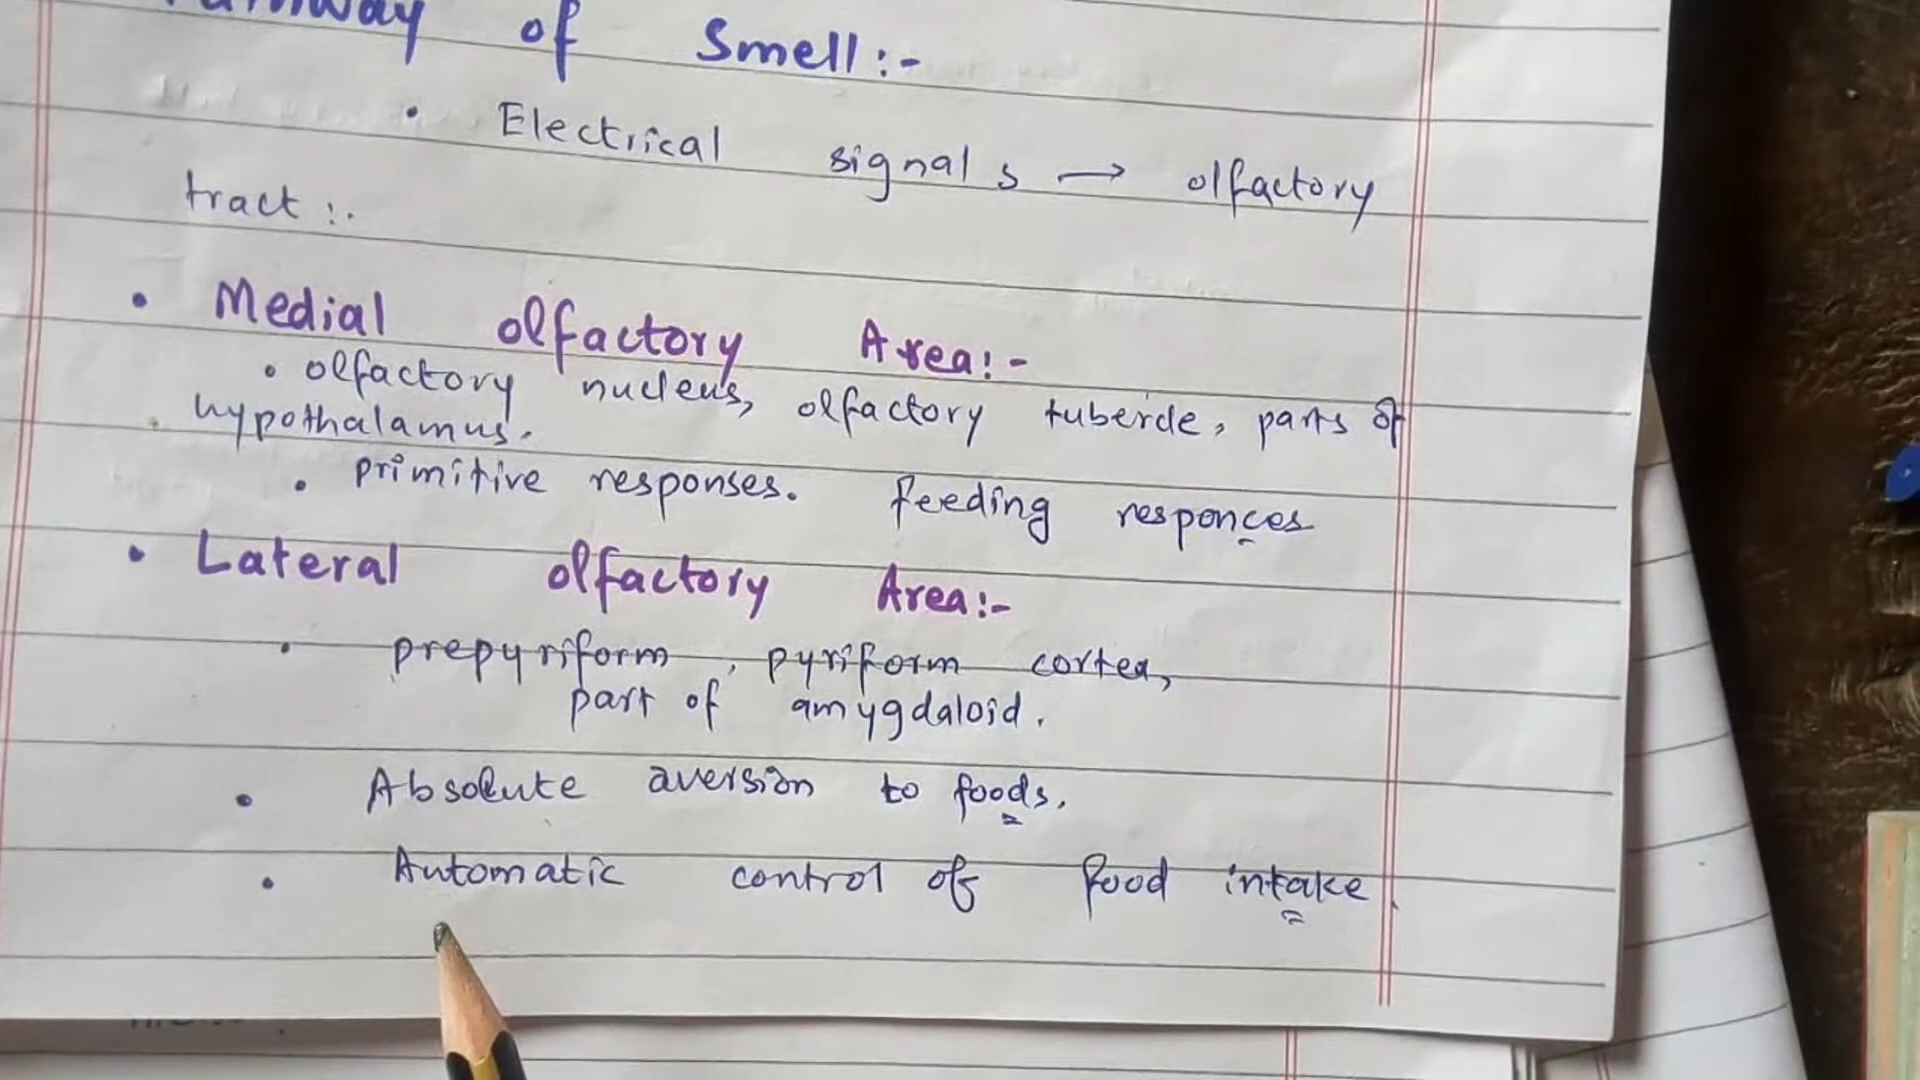 Pathway of Smell:-
• Electrical signals → olfactory
tract :.
• Medial olfactory Area:-
• olfactory nucleus, olfactory tubercle, parts of
hypothalamus.
• primitive responses. feeding responces
• Lateral olfactory Area:-
• prepyriform, pyriform cortex,
part of amygdaloid.
• Absolute aversion to foods.
• Automatic control of food intake.